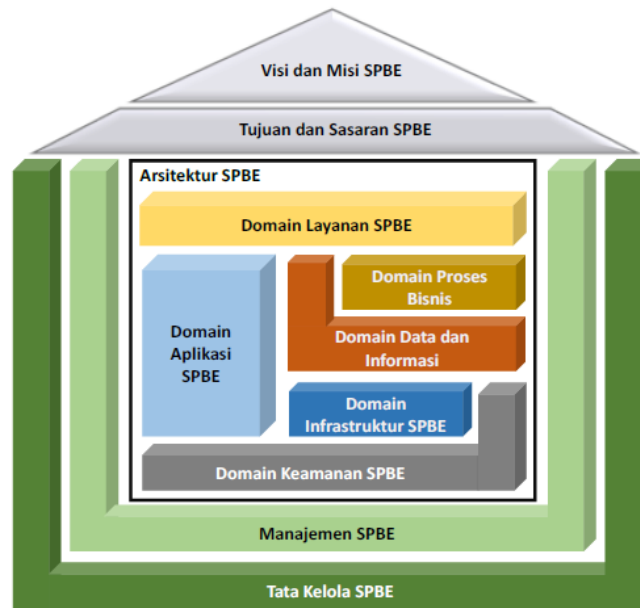 Visi dan Misi SPBE
Tujuan dan Sasaran SPBE
Arsitektur SPBE
Domain Layanan SPBE
Domain Proses
Bisnis
Domain
Aplikasi
SPBE
Domain Data dan
Informasi
Domain
Infrastruktur SPBE
Domain Keamanan SPBE
Manajemen SPBE
Tata Kelola SPBE